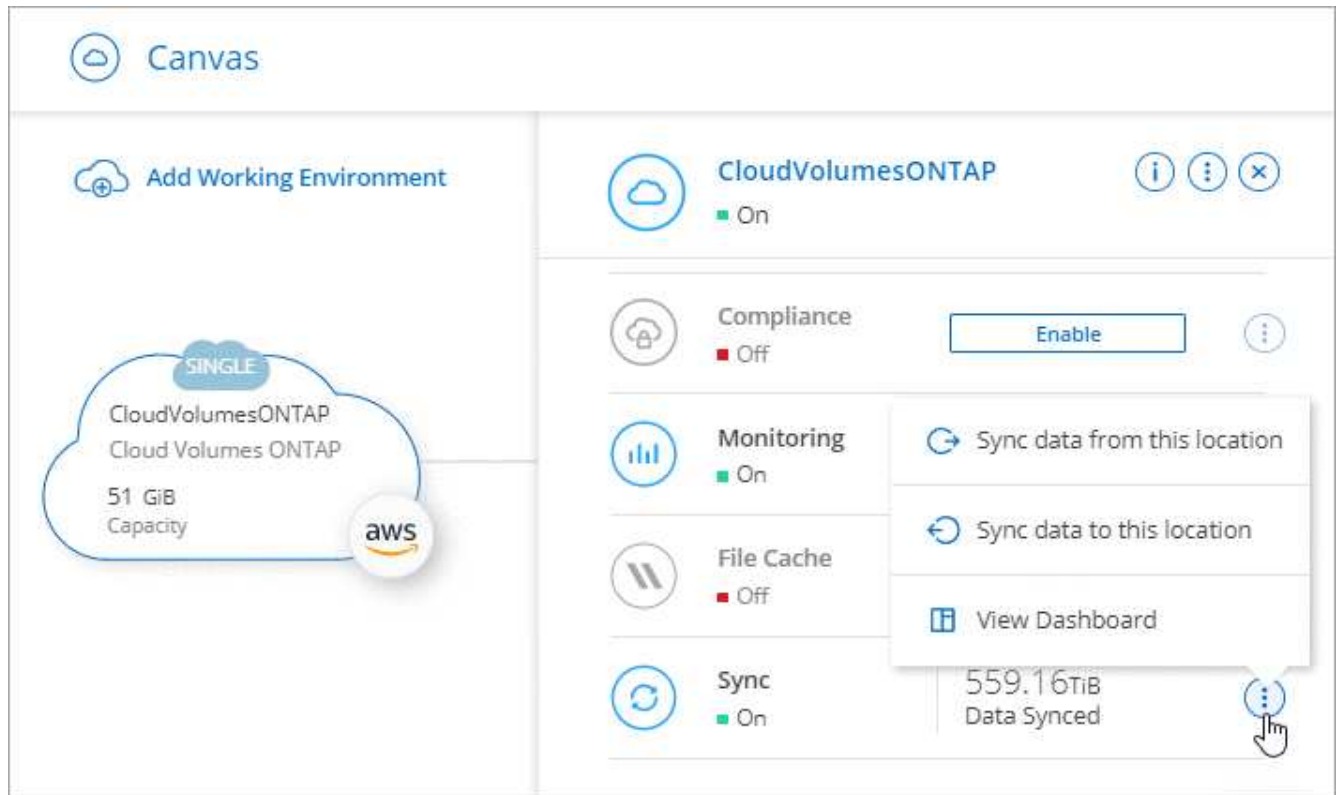 Canvas
Add Working Environment
SINGLE
CloudVolumesONTAP
Cloud Volumes ONTAP
51 GiB
Capacity
aws
CloudVolumesONTAP
On
Compliance
Off
Enable
Monitoring
On
File Cache
Off
Sync
On
559.16TiB
Data Synced
Sync data from this location
Sync data to this location
View Dashboard